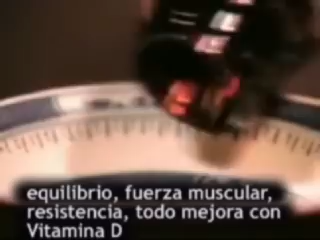 equilibrio, fuerza muscular,
resistencia, todo mejora con
Vitamina D